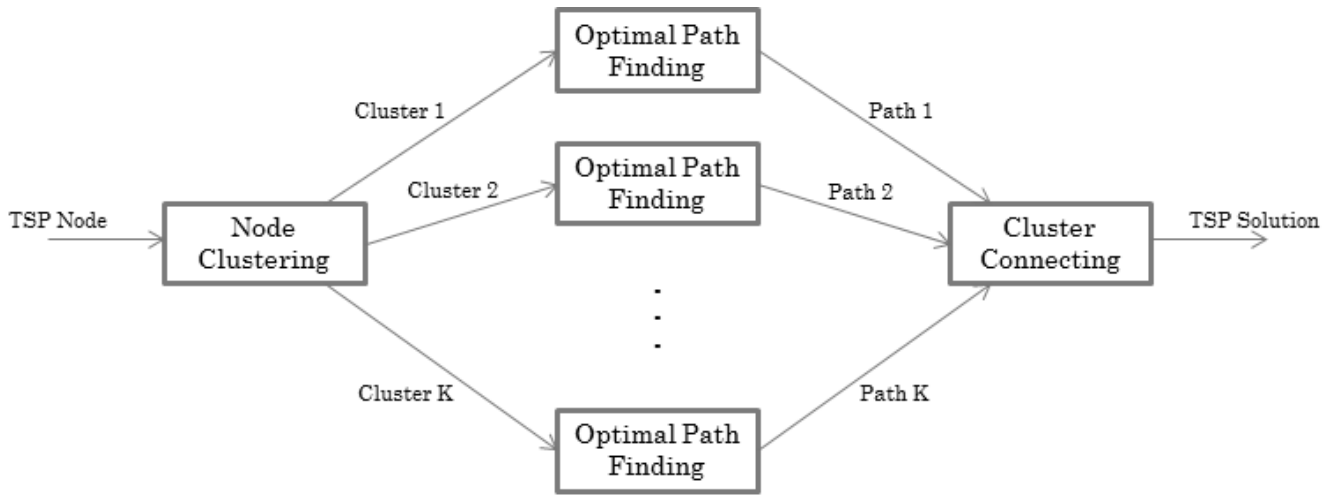 Optimal Path
Finding
Cluster 1
Path 1
Optimal Path
Finding
Cluster 2
Path 2
TSP Node
Node
Clustering
Cluster
Connecting
TSP Solution
Cluster K
Path K
Optimal Path
Finding